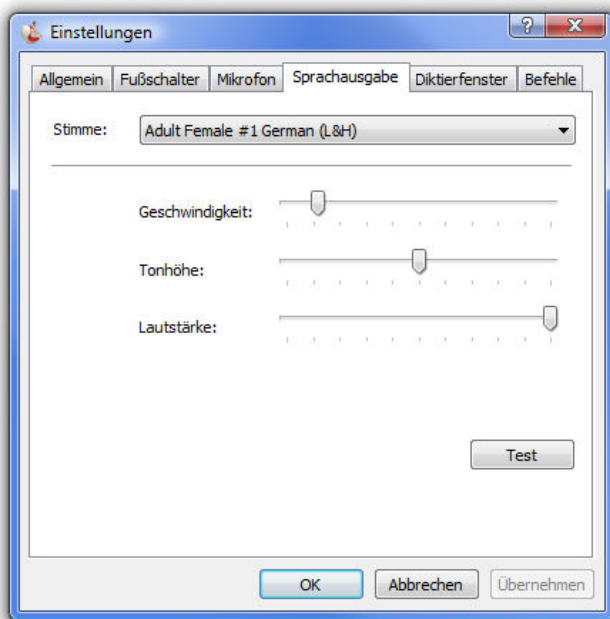 Einstellungen
Allgemein Fußschalter Mikrofon Sprachausgabe Diktierfenster Befehle
Stimme: Adult Female #1 German (L&H)
Geschwindigkeit:
Tonhöhe:
Lautstärke:
Test
OK Abbrechen Übernehmen